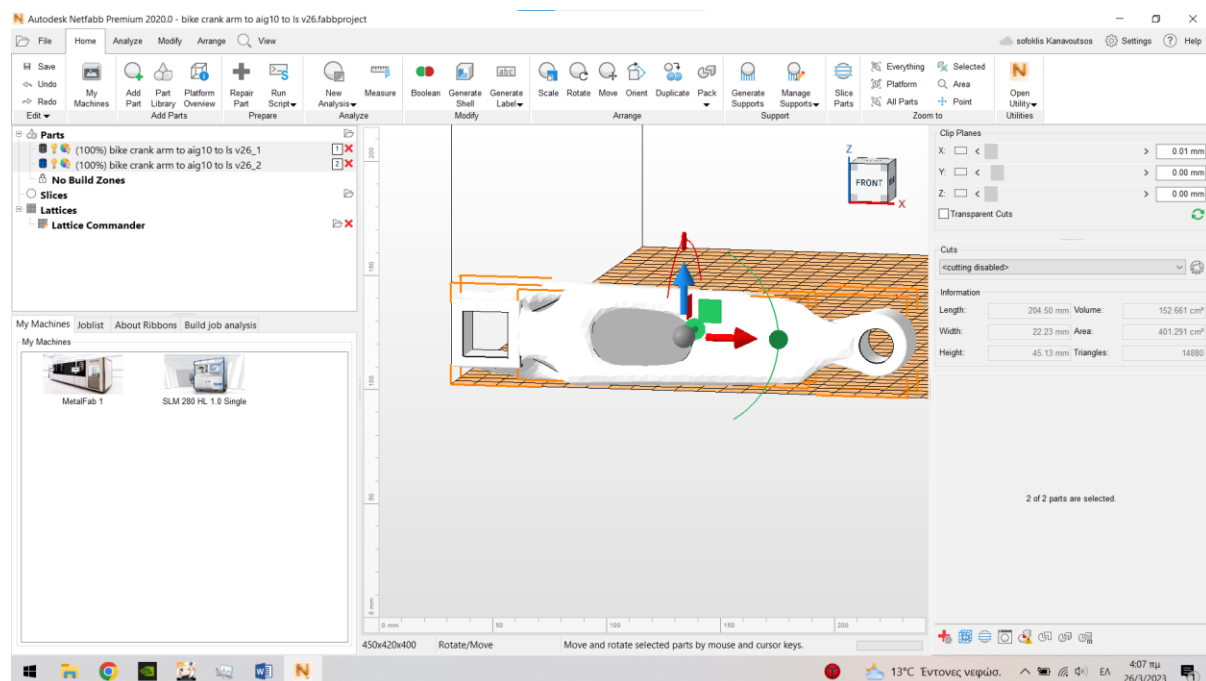 Autodesk Netfabb Premium 2020.0 - bike crank arm to aig10 to ls v26.fabbproject
File Home Analyze Modify Arrange View
sofoklis Kanavoutsos Settings Help
Save
Undo
Redo
Edit
My Machines
Add Part
Part Library
Platform Overview
Add Parts
Repair Part
Run Script
Prepare
New Analysis
Measure
Analyze
Boolean
Generate Shell
Generate Label
abc
Modify
Scale
Rotate
Move
Orient
Duplicate
Pack
Arrange
Generate Supports
Manage Supports
Support
Slice Parts
Everything
Platform
All Parts
Selected
Area
Point
Zoom to
Open Utility
Utilities
Parts
(100%) bike crank arm to aig10 to ls v26_1 1
(100%) bike crank arm to aig10 to ls v26_2 2
No Build Zones
Slices
Lattices
Lattice Commander
My Machines Joblist About Ribbons Build job analysis
My Machines
MetalFab 1
SLM 280 HL 1.0 Single
200
150
100
50
0 mm
0 mm 50 100 150 200
Z
FRONT
X
450x420x400 Rotate/Move Move and rotate selected parts by mouse and cursor keys.
Clip Planes
X: < > 0.01 mm
Y: < > 0.00 mm
Z: < > 0.00 mm
Transparent Cuts
Cuts
<cutting disabled>
Information
Length: 204.50 mm Volume: 152.661 cm³
Width: 22.23 mm Area: 401.291 cm²
Height: 45.13 mm Triangles: 14880
2 of 2 parts are selected.
13°C Έντονες νεφώσ. ΕΛ
4:07 πμ
26/3/2023